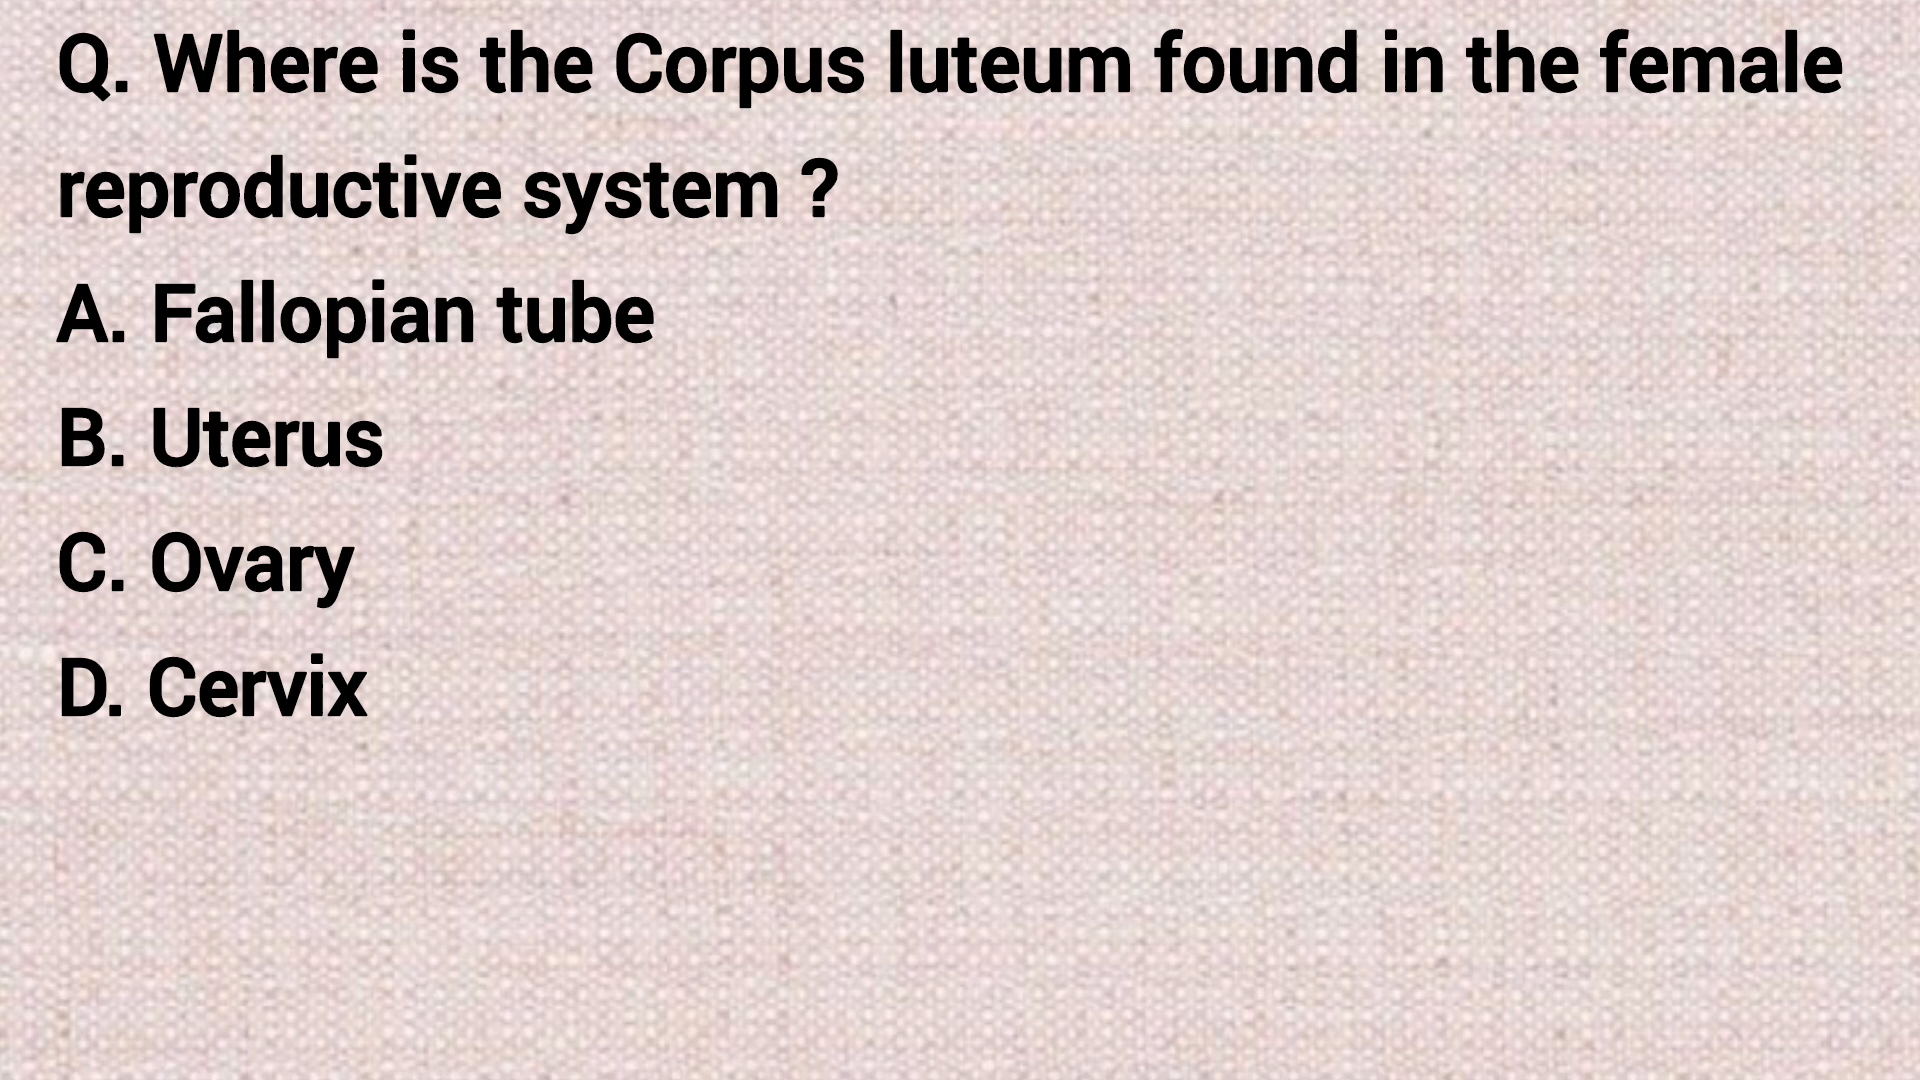 Q. Where is the Corpus luteum found in the female
reproductive system ?
A. Fallopian tube
B. Uterus
C. Ovary
D. Cervix